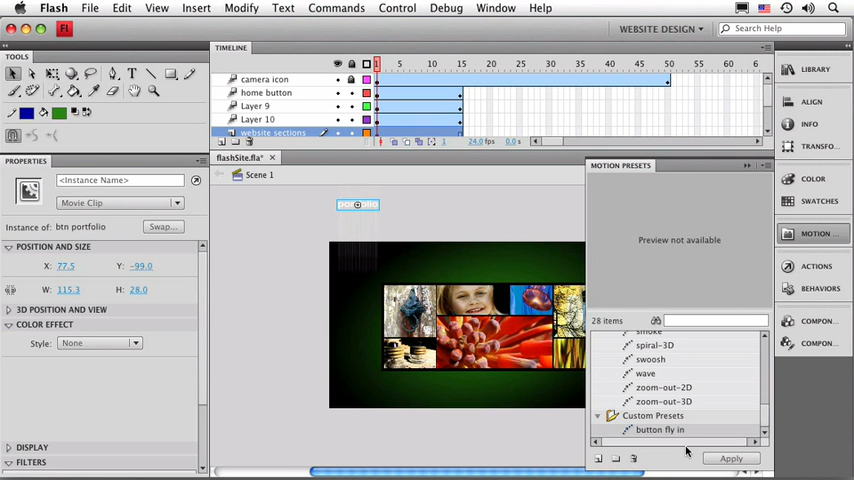 Flash File Edit View Insert Modify Text Commands Control Debug Window Help
Fl WEBSITE DESIGN Search Help
TOOLS
TIMELINE
1 5 10 15 20 25 30 35 40 45 50 55 60 6
camera icon
home button
Layer 9
Layer 10
website sections
1 24.0 fps 0.0 s
PROPERTIES
<Instance Name>
Movie Clip
Instance of: btn portfolio Swap...
POSITION AND SIZE
X: 77.5 Y: -99.0
W: 115.3 H: 28.0
3D POSITION AND VIEW
COLOR EFFECT
Style: None
DISPLAY
FILTERS
flashSite.fla*
Scene 1
MOTION PRESETS
Preview not available
28 items
smoke
spiral-3D
swoosh
wave
zoom-out-2D
zoom-out-3D
Custom Presets
button fly in
Apply
LIBRARY
ALIGN
INFO
TRANSFO...
COLOR
SWATCHES
MOTION ...
ACTIONS
BEHAVIORS
COMPON...
COMPON...